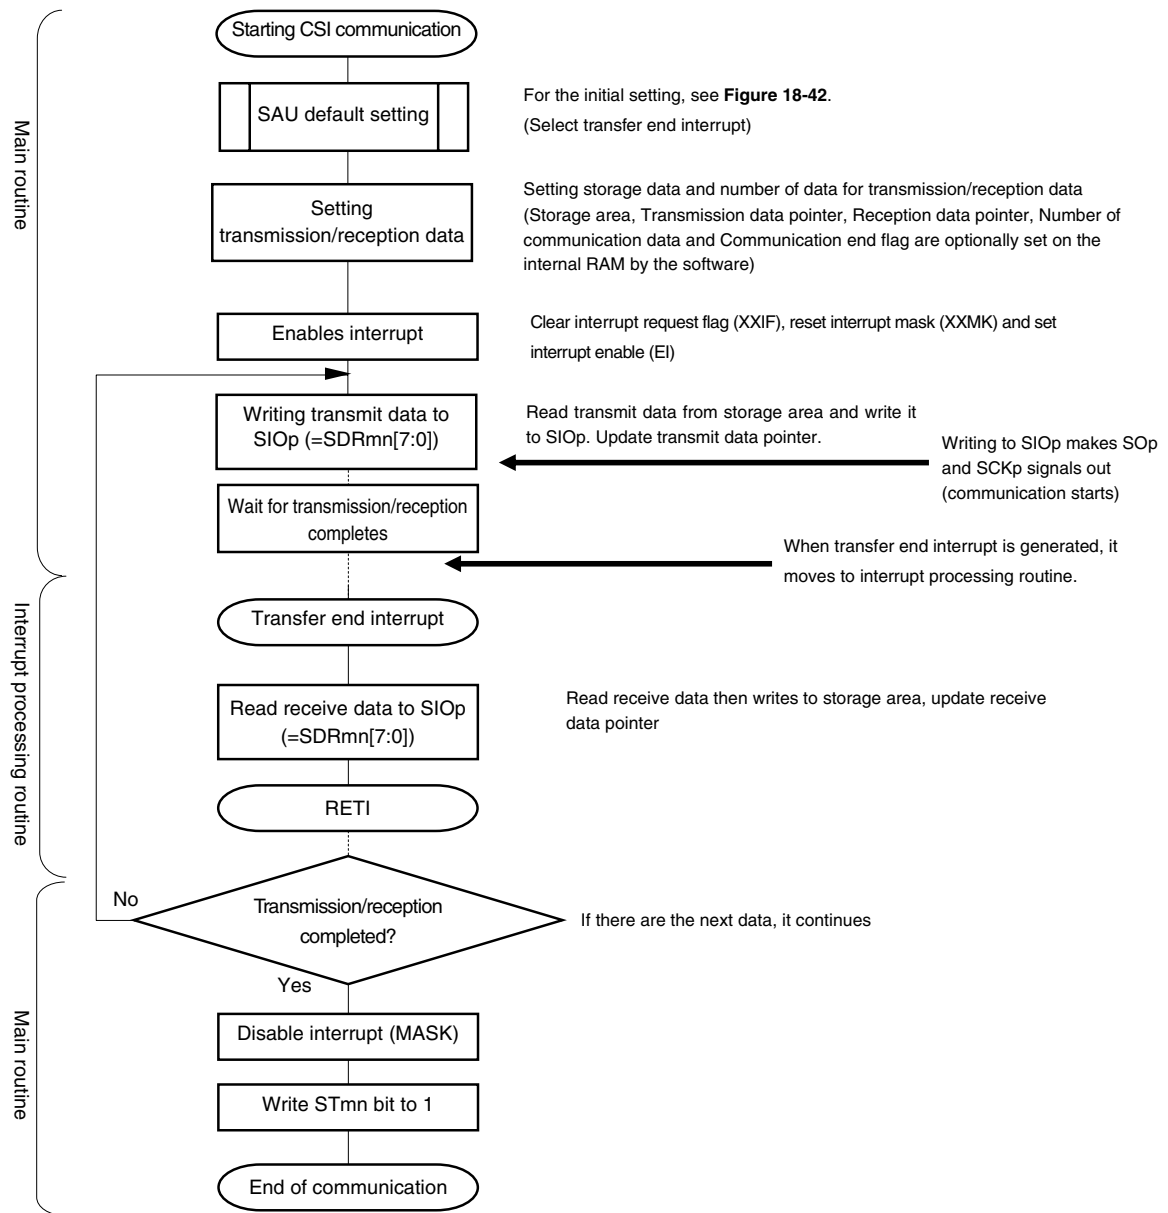 Starting CSI communication
Main routine
SAU default setting
For the initial setting, see Figure 18-42.
(Select transfer end interrupt)
Setting
transmission/reception data
Setting storage data and number of data for transmission/reception data
(Storage area, Transmission data pointer, Reception data pointer, Number of
communication data and Communication end flag are optionally set on the
internal RAM by the software)
Enables interrupt
Clear interrupt request flag (XXIF), reset interrupt mask (XXMK) and set
interrupt enable (EI)
Writing transmit data to
SIOp (=SDRmn[7:0])
Read transmit data from storage area and write it
to SIOp. Update transmit data pointer.
Writing to SIOp makes SOp
and SCKp signals out
(communication starts)
Wait for transmission/reception
completes
When transfer end interrupt is generated, it
moves to interrupt processing routine.
Interrupt processing routine
Transfer end interrupt
Read receive data to SIOp
(=SDRmn[7:0])
Read receive data then writes to storage area, update receive
data pointer
RETI
Main routine
No
Transmission/reception
completed?
If there are the next data, it continues
Yes
Disable interrupt (MASK)
Write STmn bit to 1
End of communication